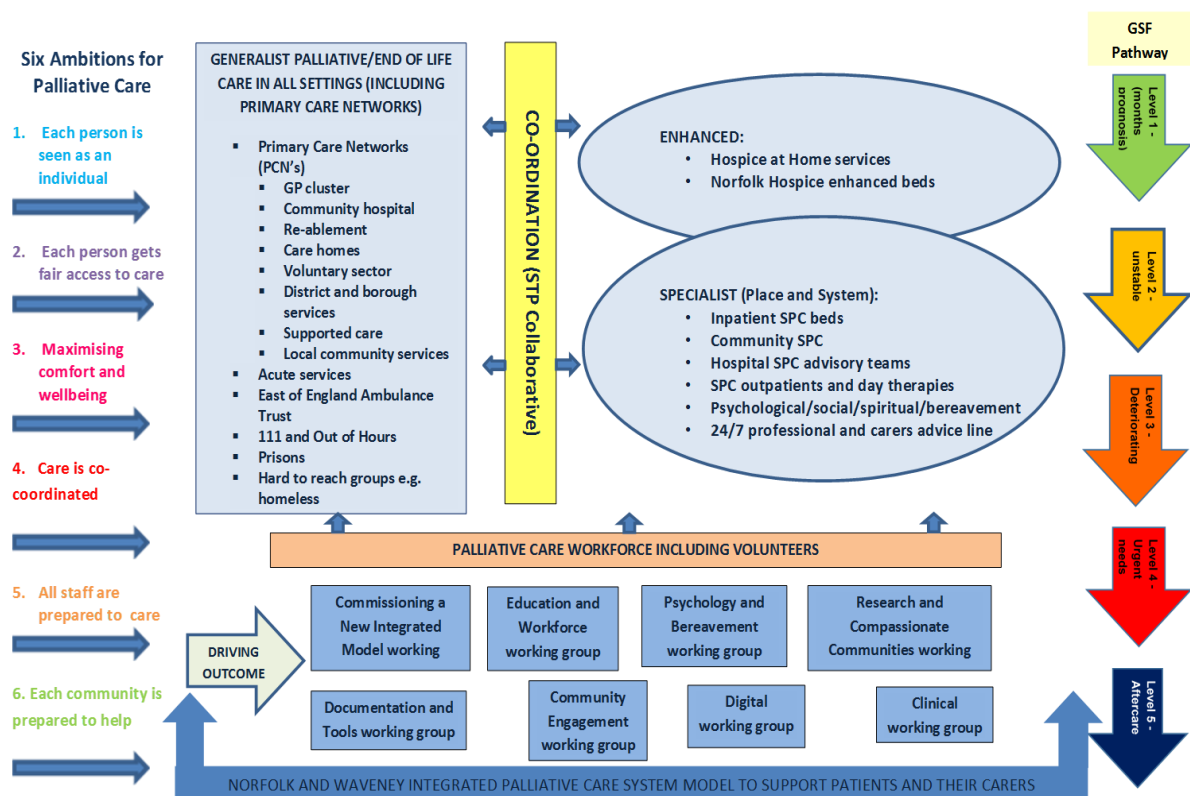 Six Ambitions for
Palliative Care
1. Each person is
seen as an
individual
2. Each person gets
fair access to care
3. Maximising
comfort and
wellbeing
4. Care is co-
coordinated
5. All staff are
prepared to care
6. Each community is
prepared to help
GENERALIST PALLIATIVE/END OF LIFE
CARE IN ALL SETTINGS (INCLUDING
PRIMARY CARE NETWORKS)
▪ Primary Care Networks
(PCN's)
▪ GP cluster
▪ Community hospital
▪ Re-ablement
▪ Care homes
▪ Voluntary sector
▪ District and borough
services
▪ Supported care
▪ Local community services
▪ Acute services
▪ East of England Ambulance
Trust
▪ 111 and Out of Hours
▪ Prisons
▪ Hard to reach groups e.g.
homeless
CO-ORDINATION (STP Collaborative)
ENHANCED:
• Hospice at Home services
• Norfolk Hospice enhanced beds
SPECIALIST (Place and System):
• Inpatient SPC beds
• Community SPC
• Hospital SPC advisory teams
• SPC outpatients and day therapies
• Psychological/social/spiritual/bereavement
• 24/7 professional and carers advice line
GSF
Pathway
Level 1 -
(months
prognosis)
Level 2 -
unstable
Level 3 -
Deteriorating
Level 4 -
Urgent
needs
Level 5 -
Aftercare
PALLIATIVE CARE WORKFORCE INCLUDING VOLUNTEERS
DRIVING
OUTCOME
Commissioning a
New Integrated
Model working
Education and
Workforce
working group
Psychology and
Bereavement
working group
Research and
Compassionate
Communities working
Documentation and
Tools working group
Community
Engagement
working group
Digital
working group
Clinical
working group
NORFOLK AND WAVENEY INTEGRATED PALLIATIVE CARE SYSTEM MODEL TO SUPPORT PATIENTS AND THEIR CARERS